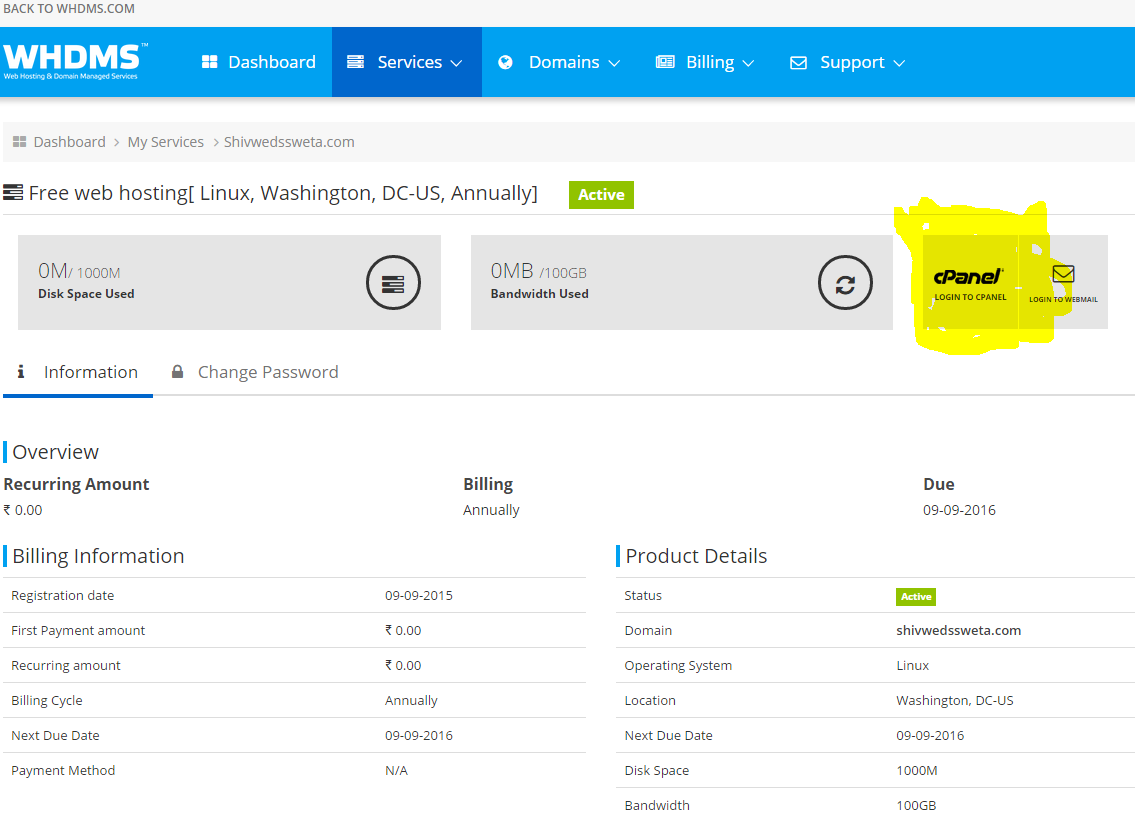 BACK TO WHDMS.COM
WHDMS™
Web Hosting & Domain Managed Services
Dashboard Services Domains Billing Support
Dashboard > My Services > Shivwedssweta.com
Free web hosting[ Linux, Washington, DC-US, Annually] Active
0M/ 1000M
Disk Space Used
0MB /100GB
Bandwidth Used
cPanel®
LOGIN TO CPANEL
LOGIN TO WEBMAIL
Information Change Password
Overview
Recurring Amount Billing Due
₹ 0.00 Annually 09-09-2016
Billing Information
Registration date 09-09-2015
First Payment amount ₹ 0.00
Recurring amount ₹ 0.00
Billing Cycle Annually
Next Due Date 09-09-2016
Payment Method N/A
Product Details
Status Active
Domain shivwedssweta.com
Operating System Linux
Location Washington, DC-US
Next Due Date 09-09-2016
Disk Space 1000M
Bandwidth 100GB